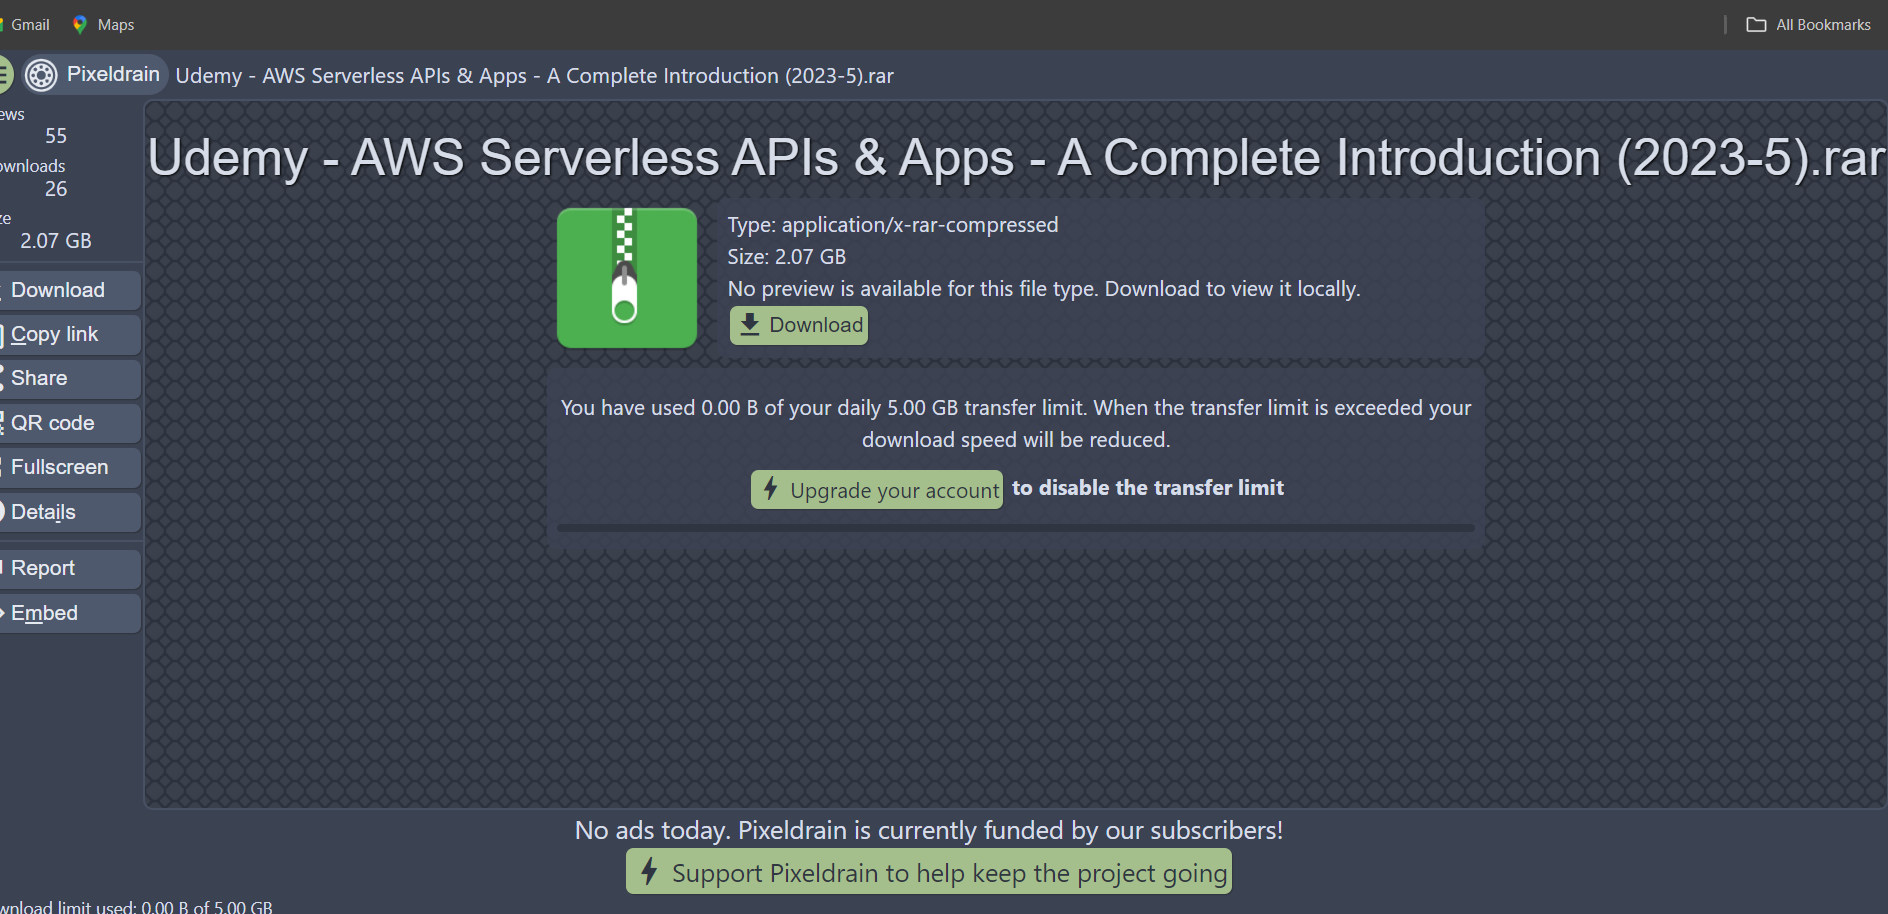 Gmail
Maps
All Bookmarks
Pixeldrain
Udemy - AWS Serverless APIs & Apps - A Complete Introduction (2023-5).rar
ews
55
ownloads
26
ze
2.07 GB
Download
Copy link
Share
QR code
Fullscreen
Details
Report
Embed
Udemy - AWS Serverless APIs & Apps - A Complete Introduction (2023-5).rar
Type: application/x-rar-compressed
Size: 2.07 GB
No preview is available for this file type. Download to view it locally.
Download
You have used 0.00 B of your daily 5.00 GB transfer limit. When the transfer limit is exceeded your
download speed will be reduced.
Upgrade your account to disable the transfer limit
No ads today. Pixeldrain is currently funded by our subscribers!
Support Pixeldrain to help keep the project going
wnload limit used: 0.00 B of 5.00 GB